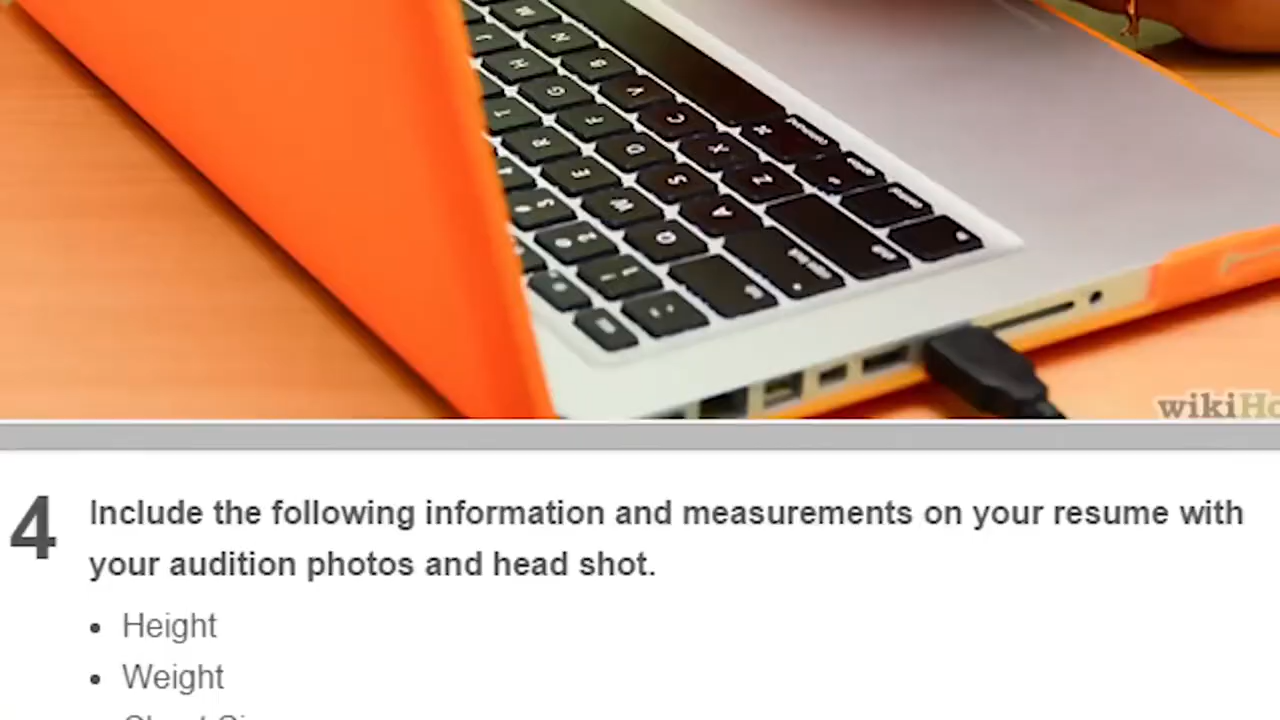 wikiHo
4
Include the following information and measurements on your resume with
your audition photos and head shot.
Height
Weight